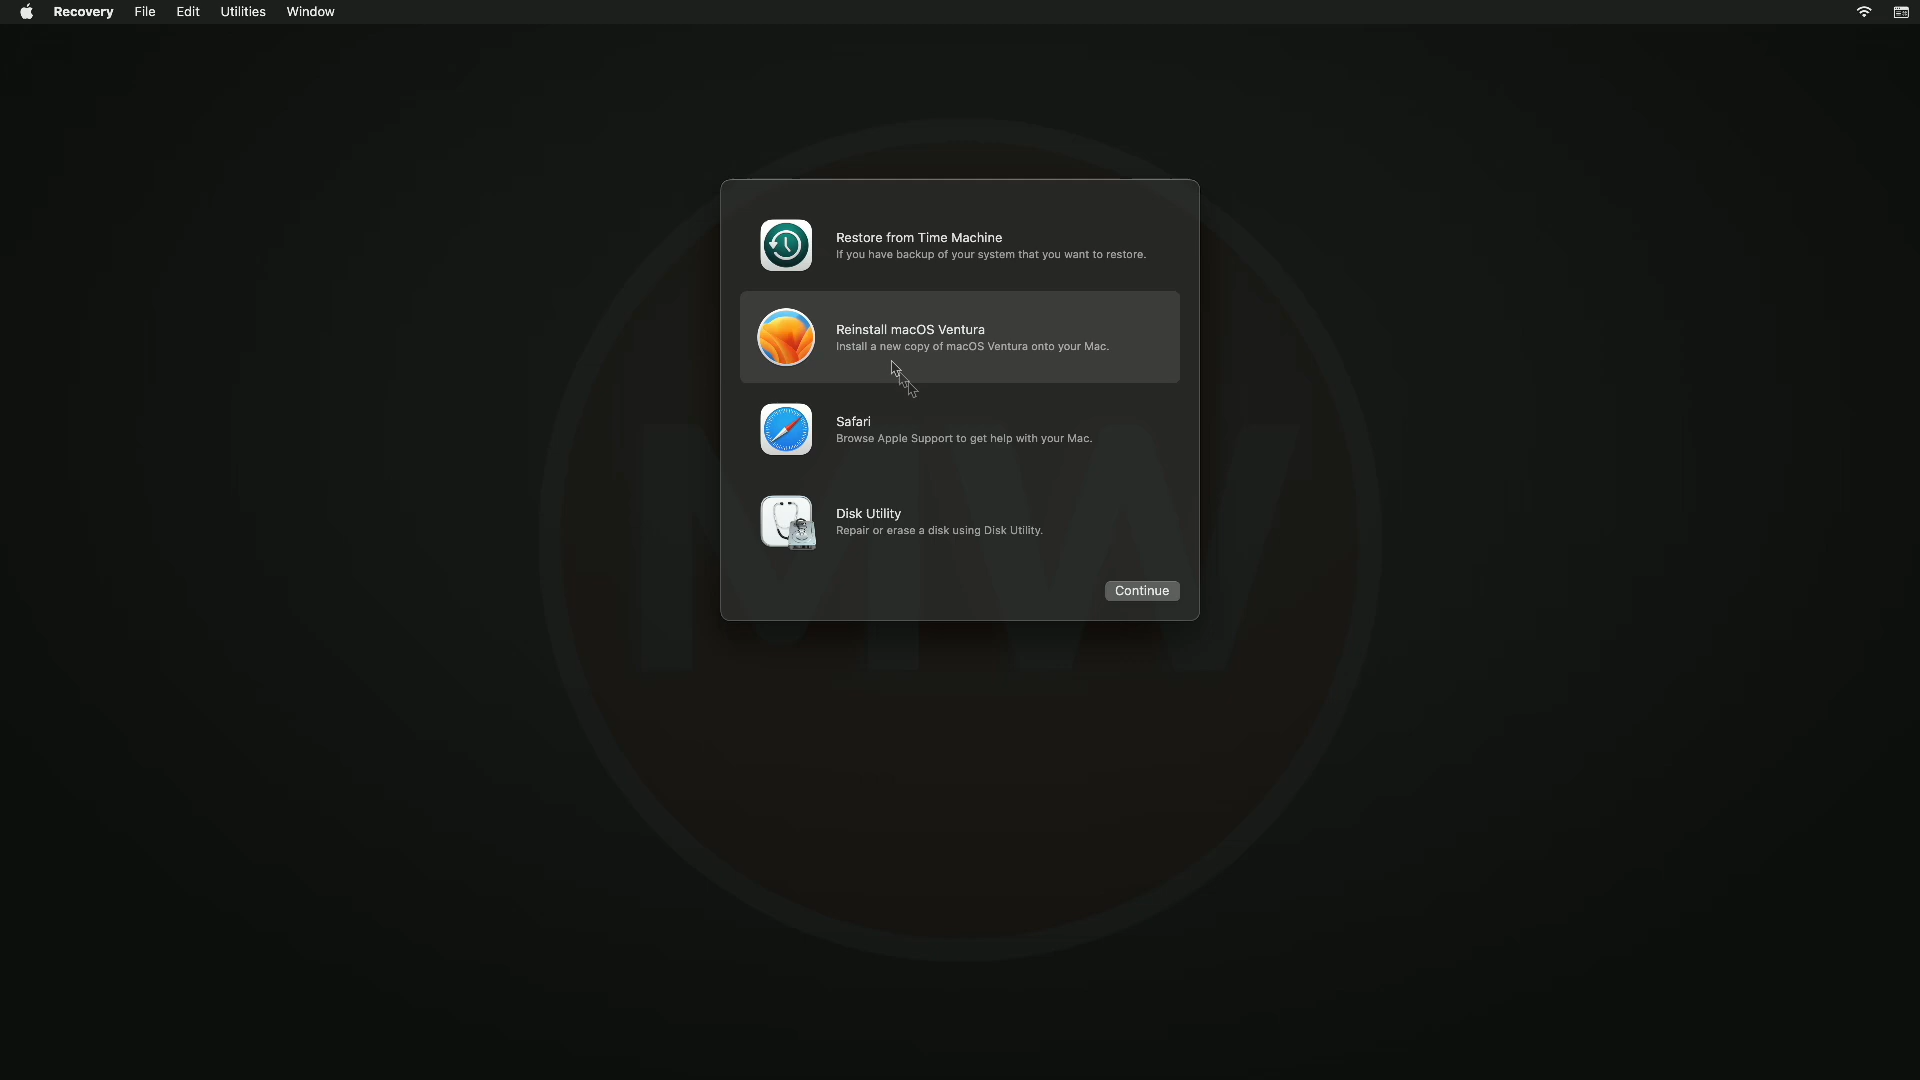 Recovery File Edit Utilities Window
Restore from Time Machine
If you have backup of your system that you want to restore.
Reinstall macOS Ventura
Install a new copy of macOS Ventura onto your Mac.
Safari
Browse Apple Support to get help with your Mac.
Disk Utility
Repair or erase a disk using Disk Utility.
Continue
MW